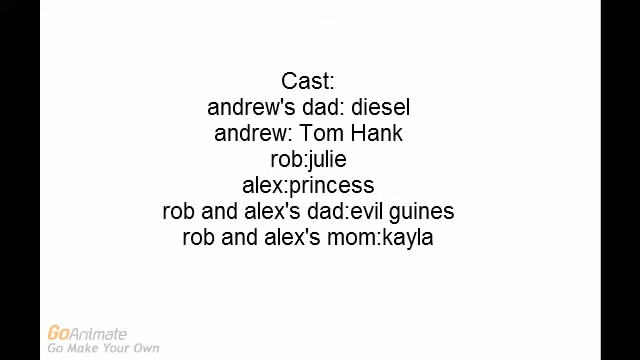 Cast:
andrew's dad: diesel
andrew: Tom Hank
rob:julie
alex:princess
rob and alex's dad:evil guines
rob and alex's mom:kayla
GoAnimate
Go Make Your Own